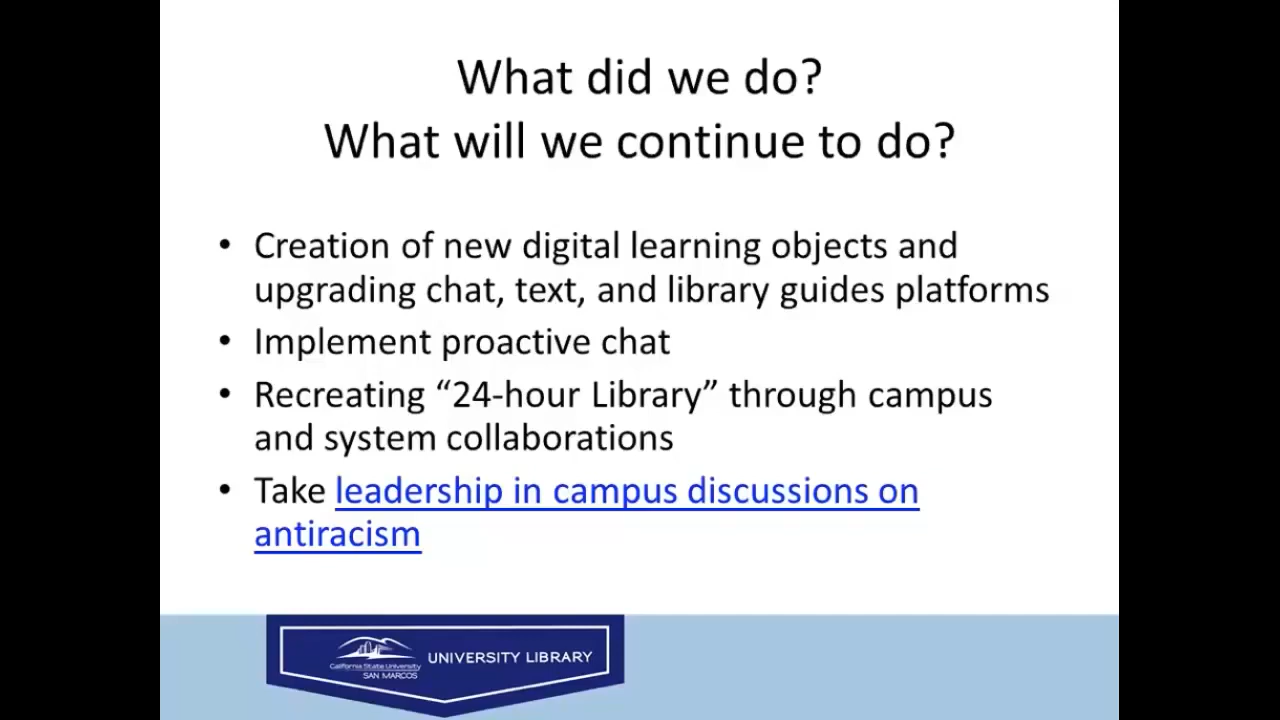 What did we do?
What will we continue to do?
• Creation of new digital learning objects and
upgrading chat, text, and library guides platforms
• Implement proactive chat
• Recreating “24-hour Library” through campus
and system collaborations
• Take leadership in campus discussions on
antiracism
California State University
SAN MARCOS
UNIVERSITY LIBRARY